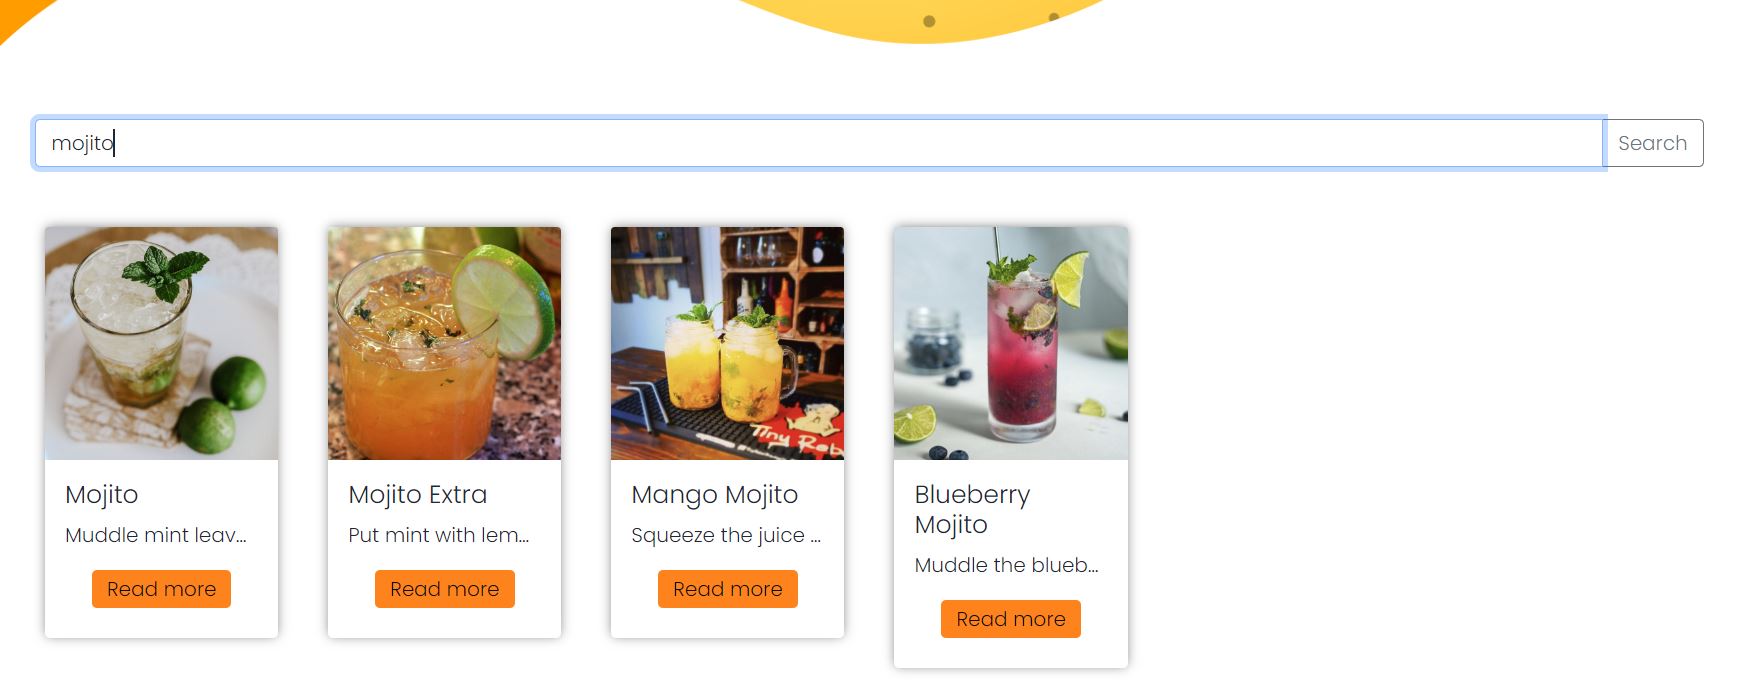 mojito
Search
Tiny Reb
Mojito
Muddle mint leav...
Read more
Mojito Extra
Put mint with lem...
Read more
Mango Mojito
Squeeze the juice ...
Read more
Blueberry
Mojito
Muddle the blueb...
Read more